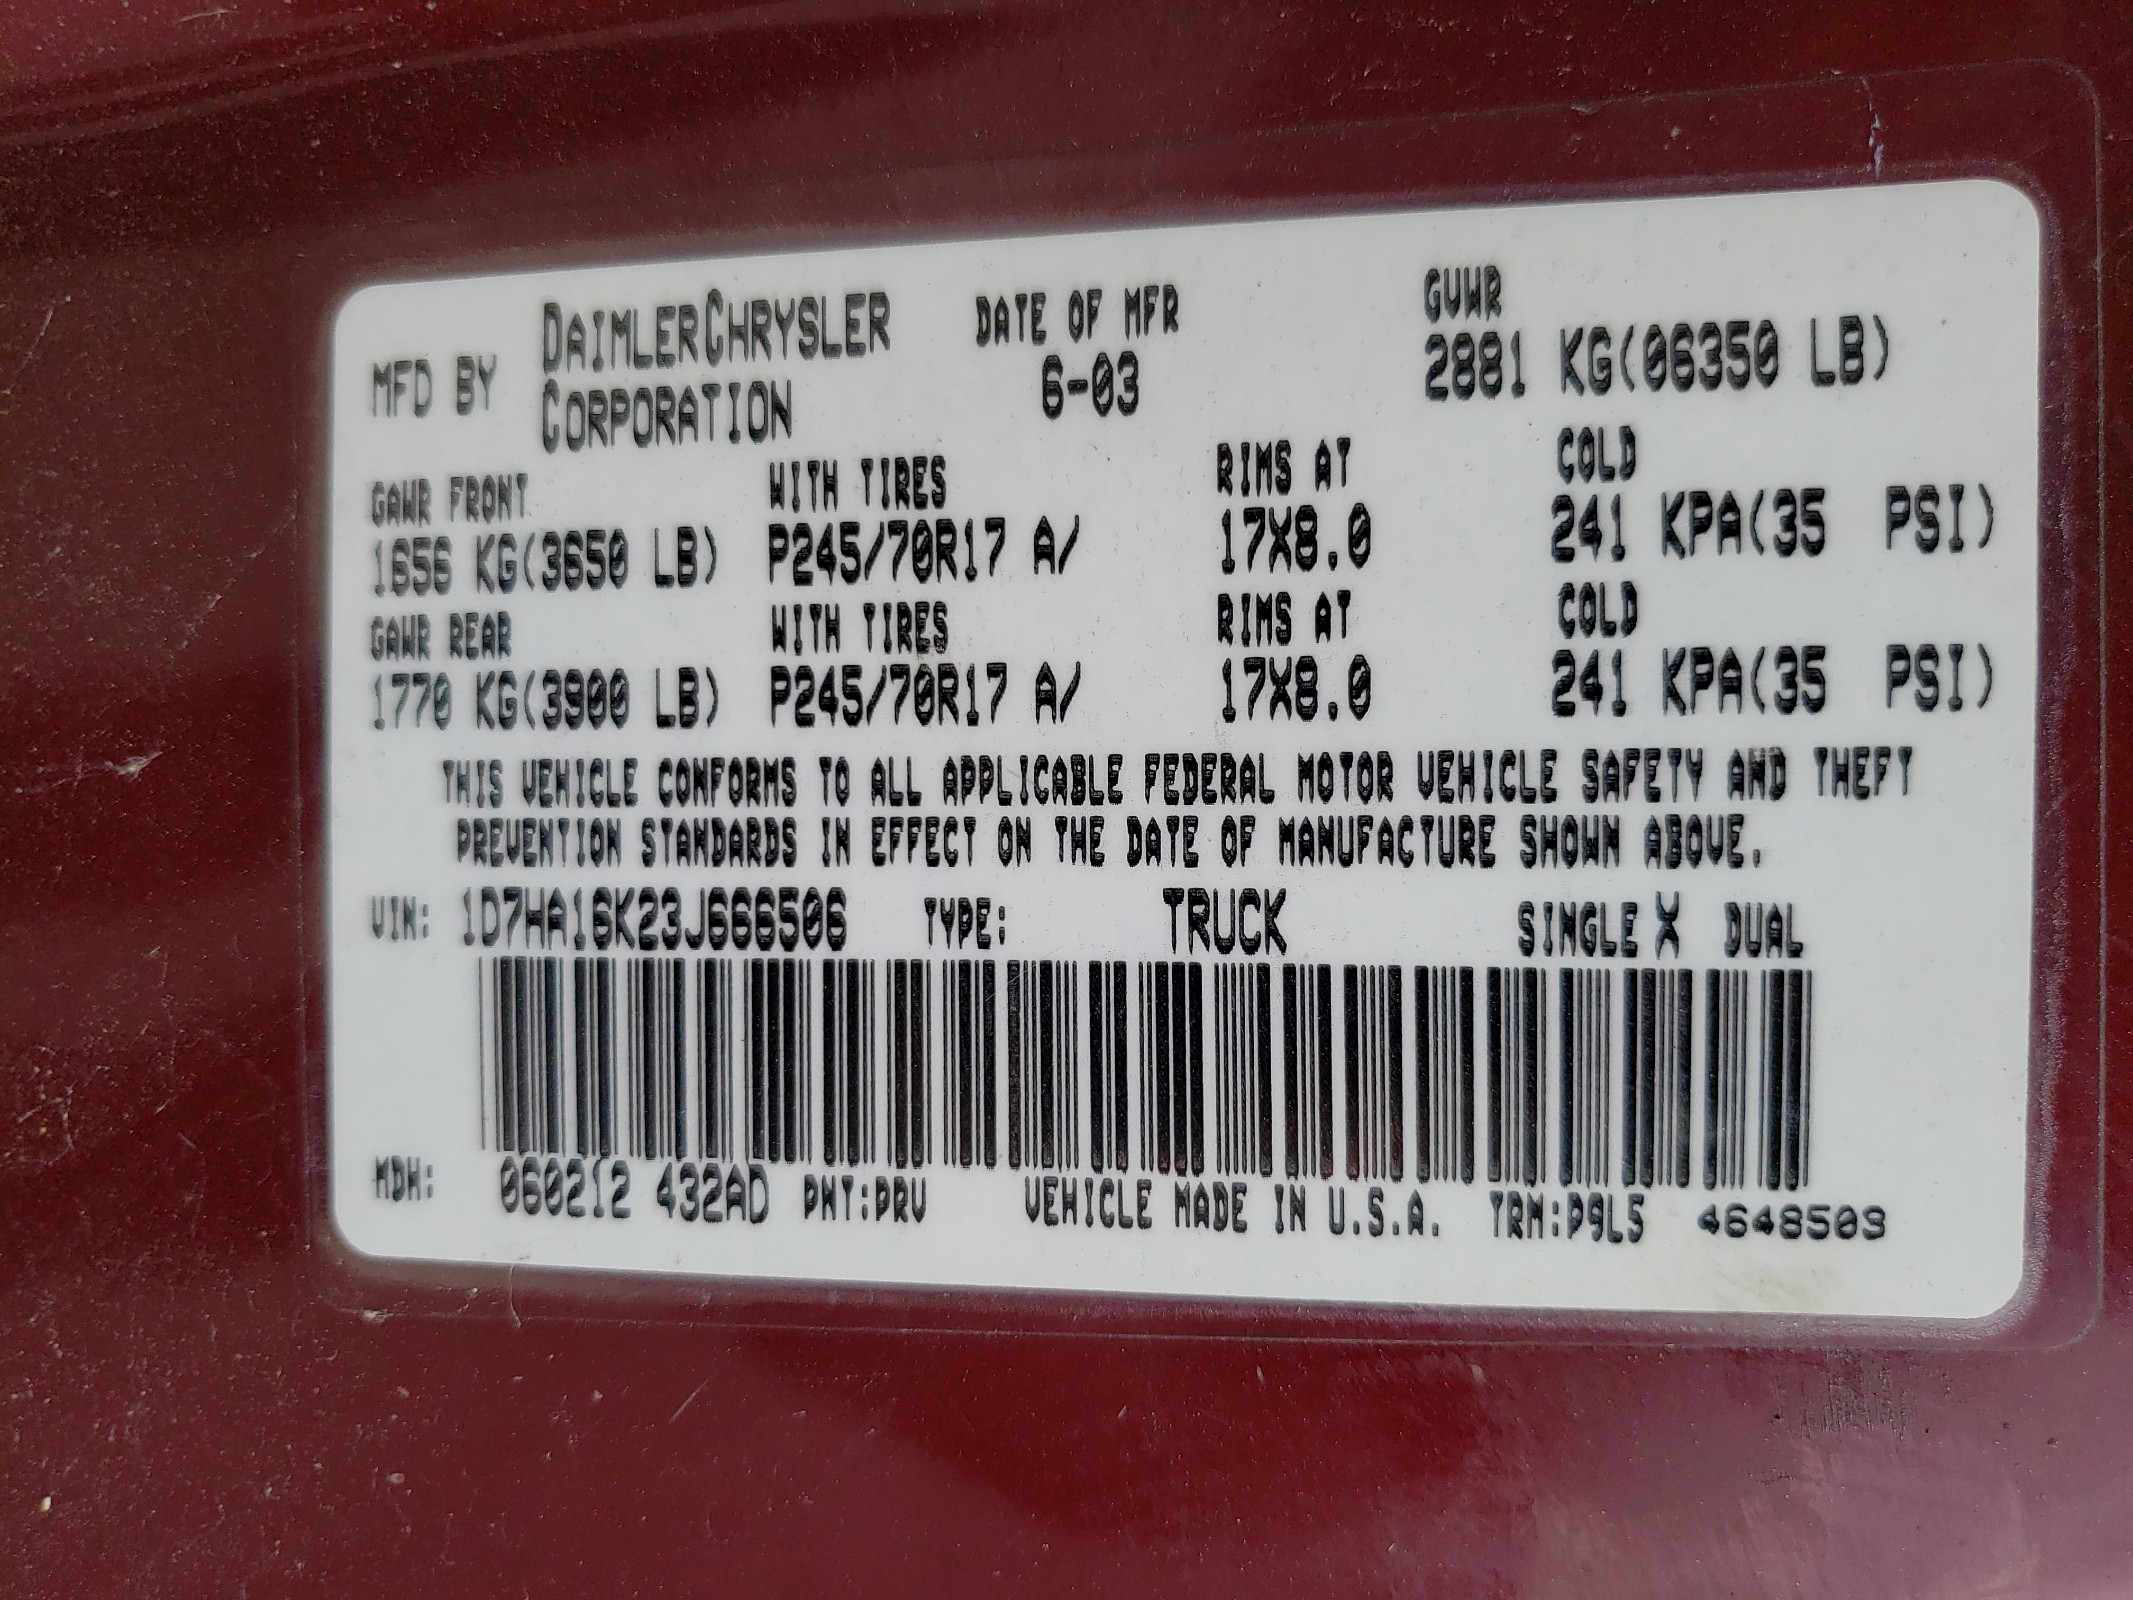 MFD BY DAIMLERCHRYSLER CORPORATION DATE OF MFR 6-03 GVWR 2881 KG(06350 LB)
GAWR FRONT WITH TIRES RIMS AT COLD
1656 KG(3650 LB) P245/70R17 A/ 17X8.0 241 KPA(35 PSI)
GAWR REAR WITH TIRES RIMS AT COLD
1770 KG(3900 LB) P245/70R17 A/ 17X8.0 241 KPA(35 PSI)
THIS VEHICLE CONFORMS TO ALL APPLICABLE FEDERAL MOTOR VEHICLE SAFETY AND THEFT
PREVENTION STANDARDS IN EFFECT ON THE DATE OF MANUFACTURE SHOWN ABOVE.
VIN: 1D7HA16K23J666506 TYPE: TRUCK SINGLE X DUAL
MDH: 060212 432AD PNT:PRV VEHICLE MADE IN U.S.A. TRM:P9L5 4648503